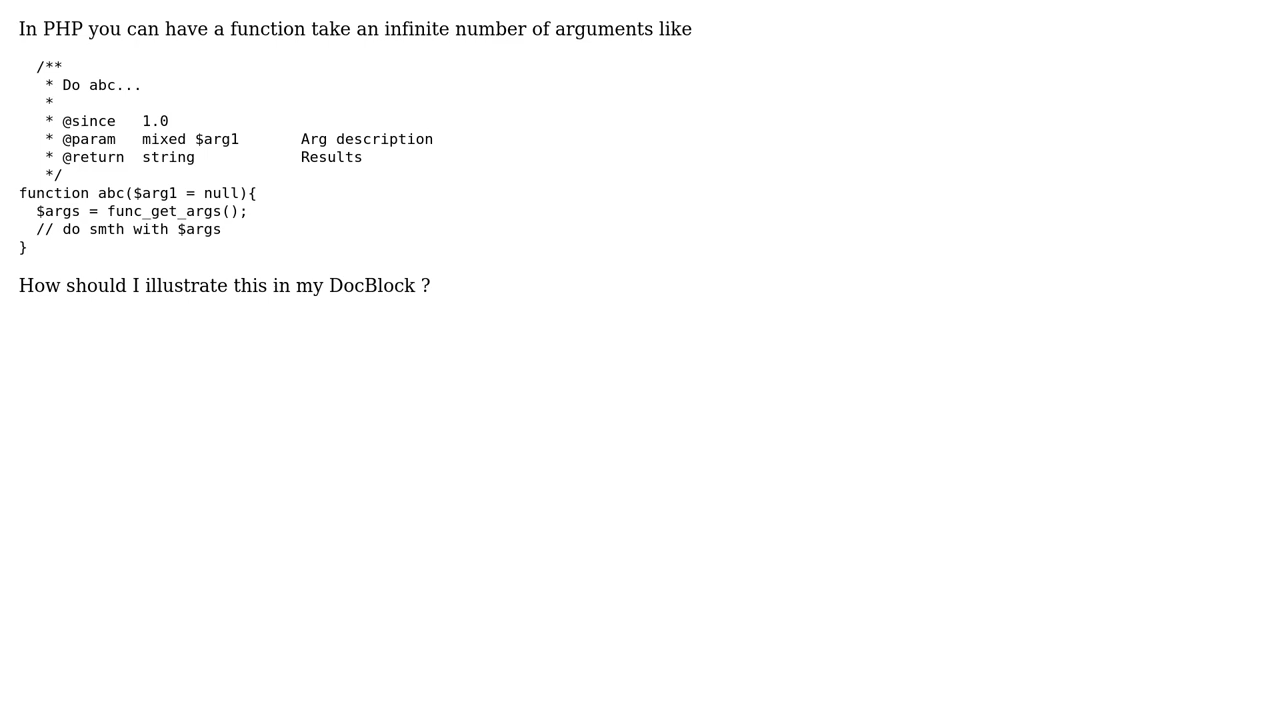 In PHP you can have a function take an infinite number of arguments like
/**
 * Do abc...
 *
 * @since   1.0
 * @param   mixed $arg1       Arg description
 * @return  string            Results
 */
function abc($arg1 = null){
  $args = func_get_args();
  // do smth with $args
}
How should I illustrate this in my DocBlock ?